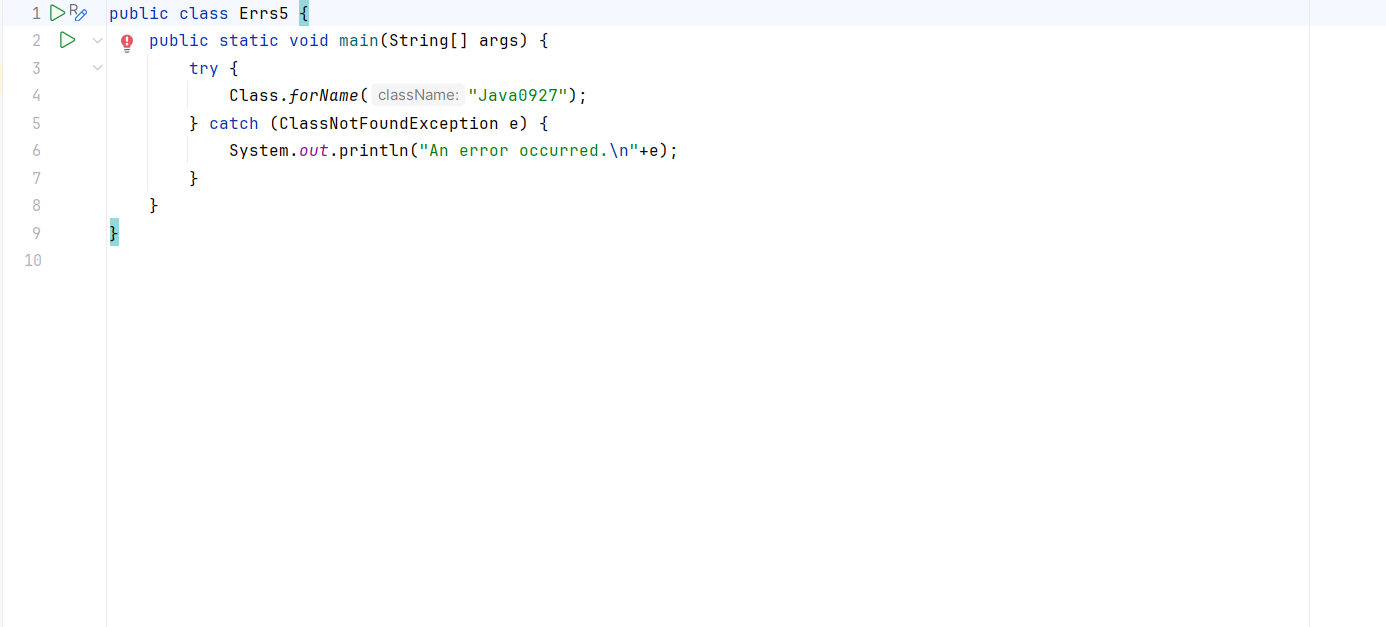 1 public class Errs5 {
2 public static void main(String[] args) {
3 try {
4 Class.forName( className: "Java0927");
5 } catch (ClassNotFoundException e) {
6 System.out.println("An error occurred.\n"+e);
7 }
8 }
9 }
10